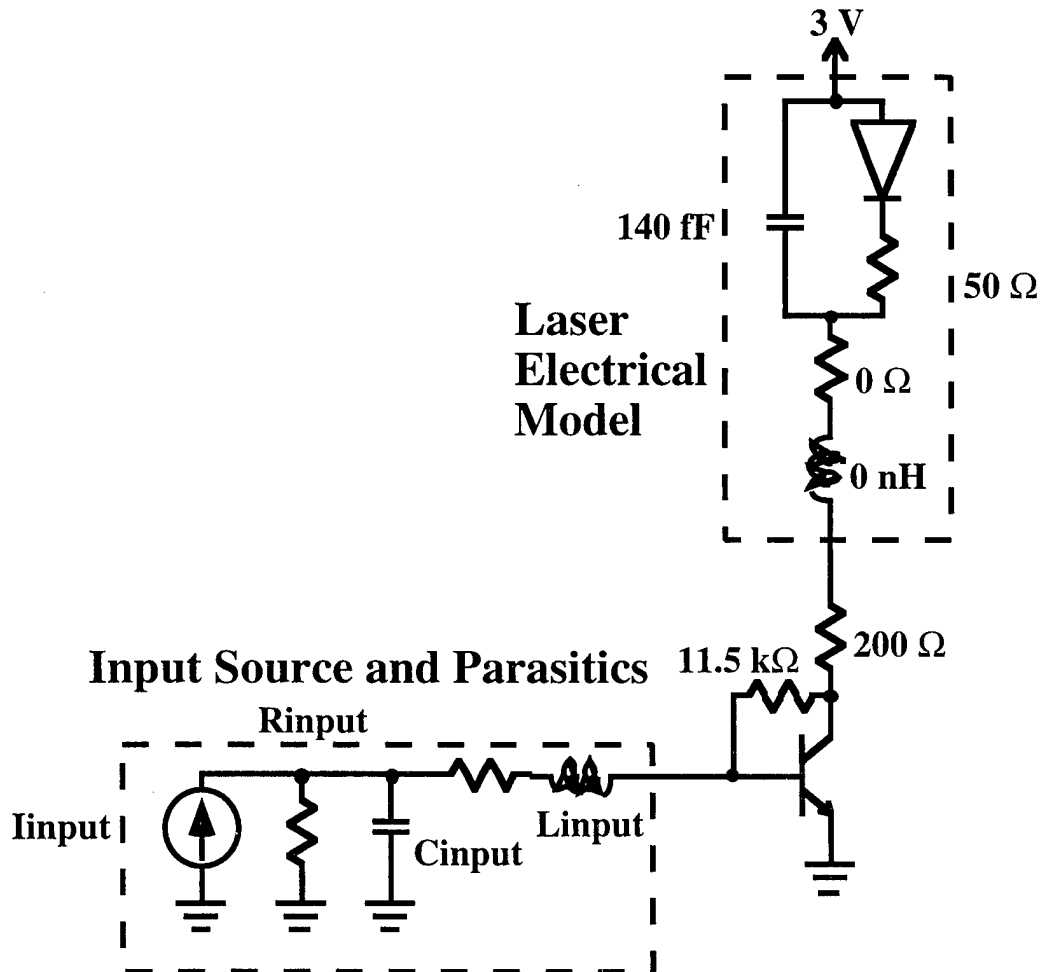 3 V
140 fF
50 Ω
Laser
Electrical
Model
0 Ω
0 nH
200 Ω
11.5 kΩ
Input Source and Parasitics
Rinput
Iinput
Cinput
Linput